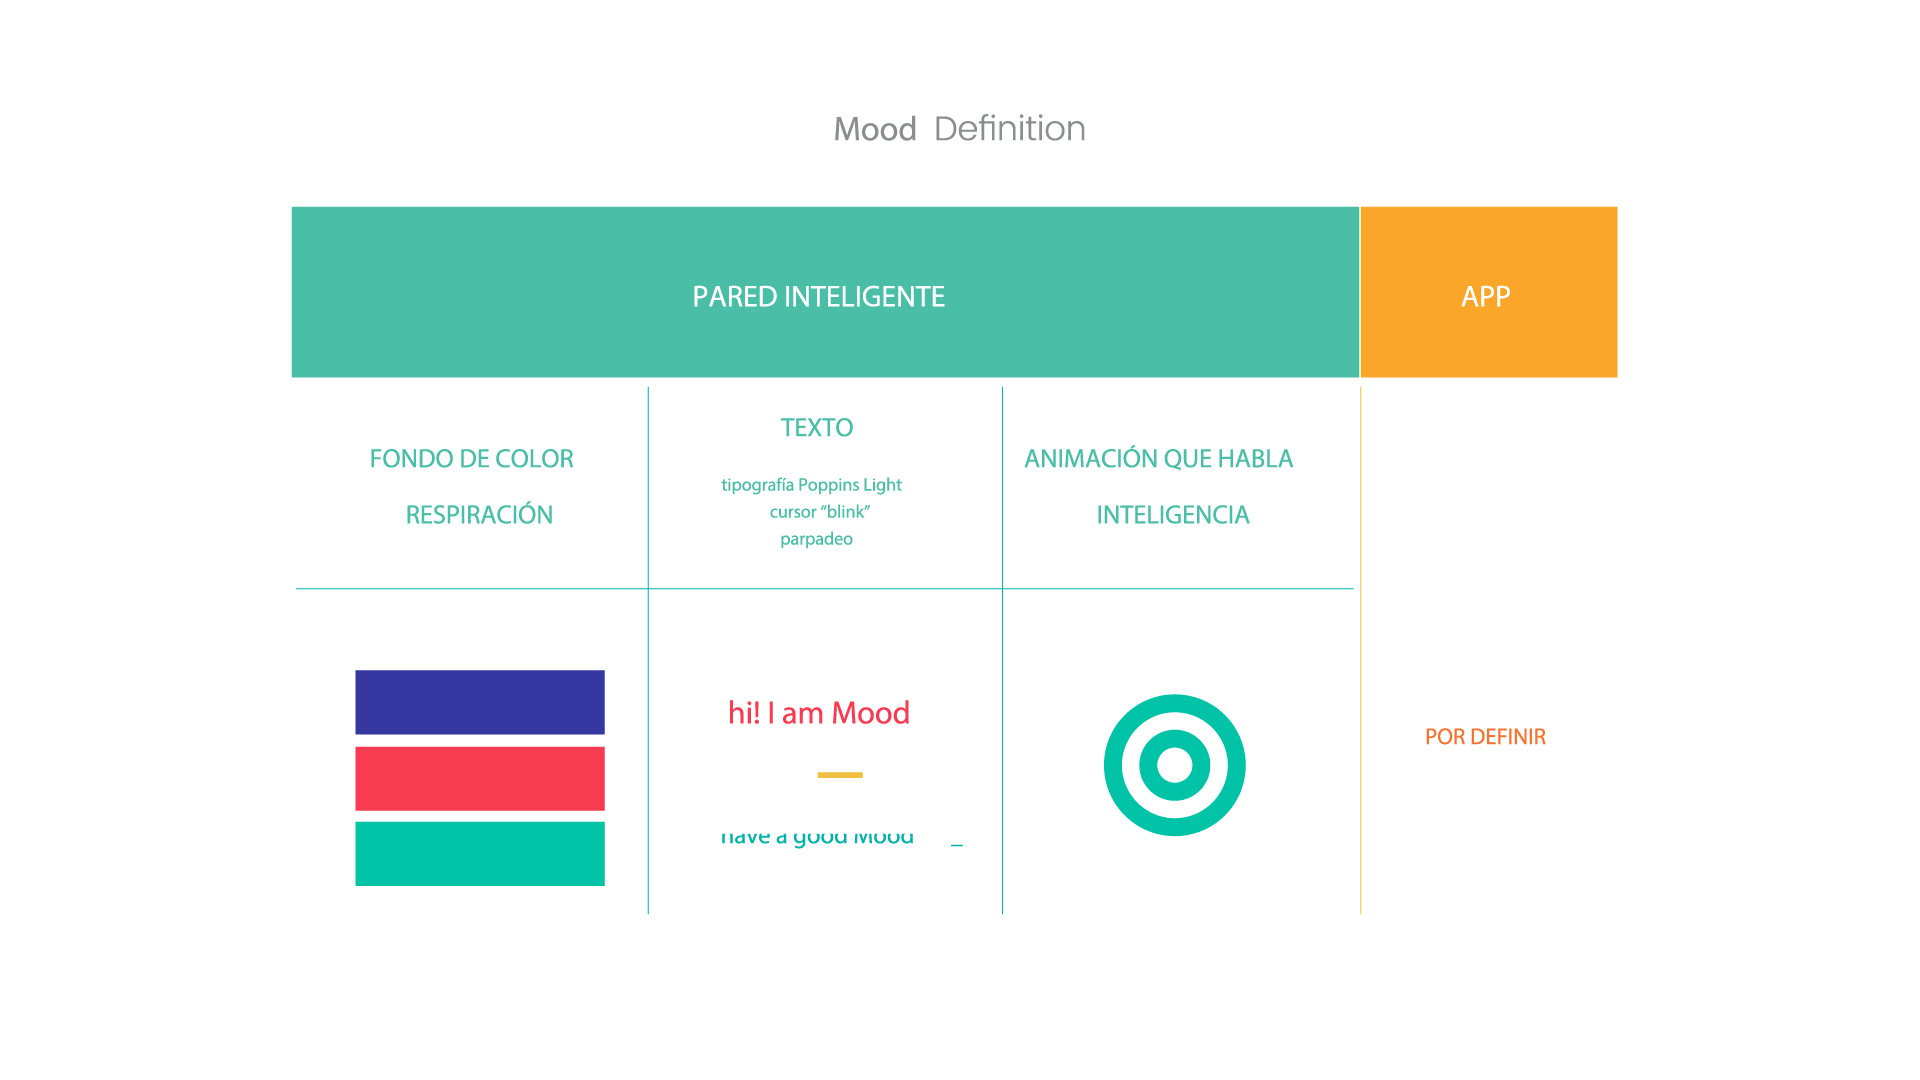 Mood Definition
PARED INTELIGENTE
APP
FONDO DE COLOR
RESPIRACIÓN
TEXTO
tipografía Poppins Light
cursor “blink”
parpadeo
ANIMACIÓN QUE HABLA
INTELIGENCIA
hi! I am Mood
have a good Mood _
POR DEFINIR